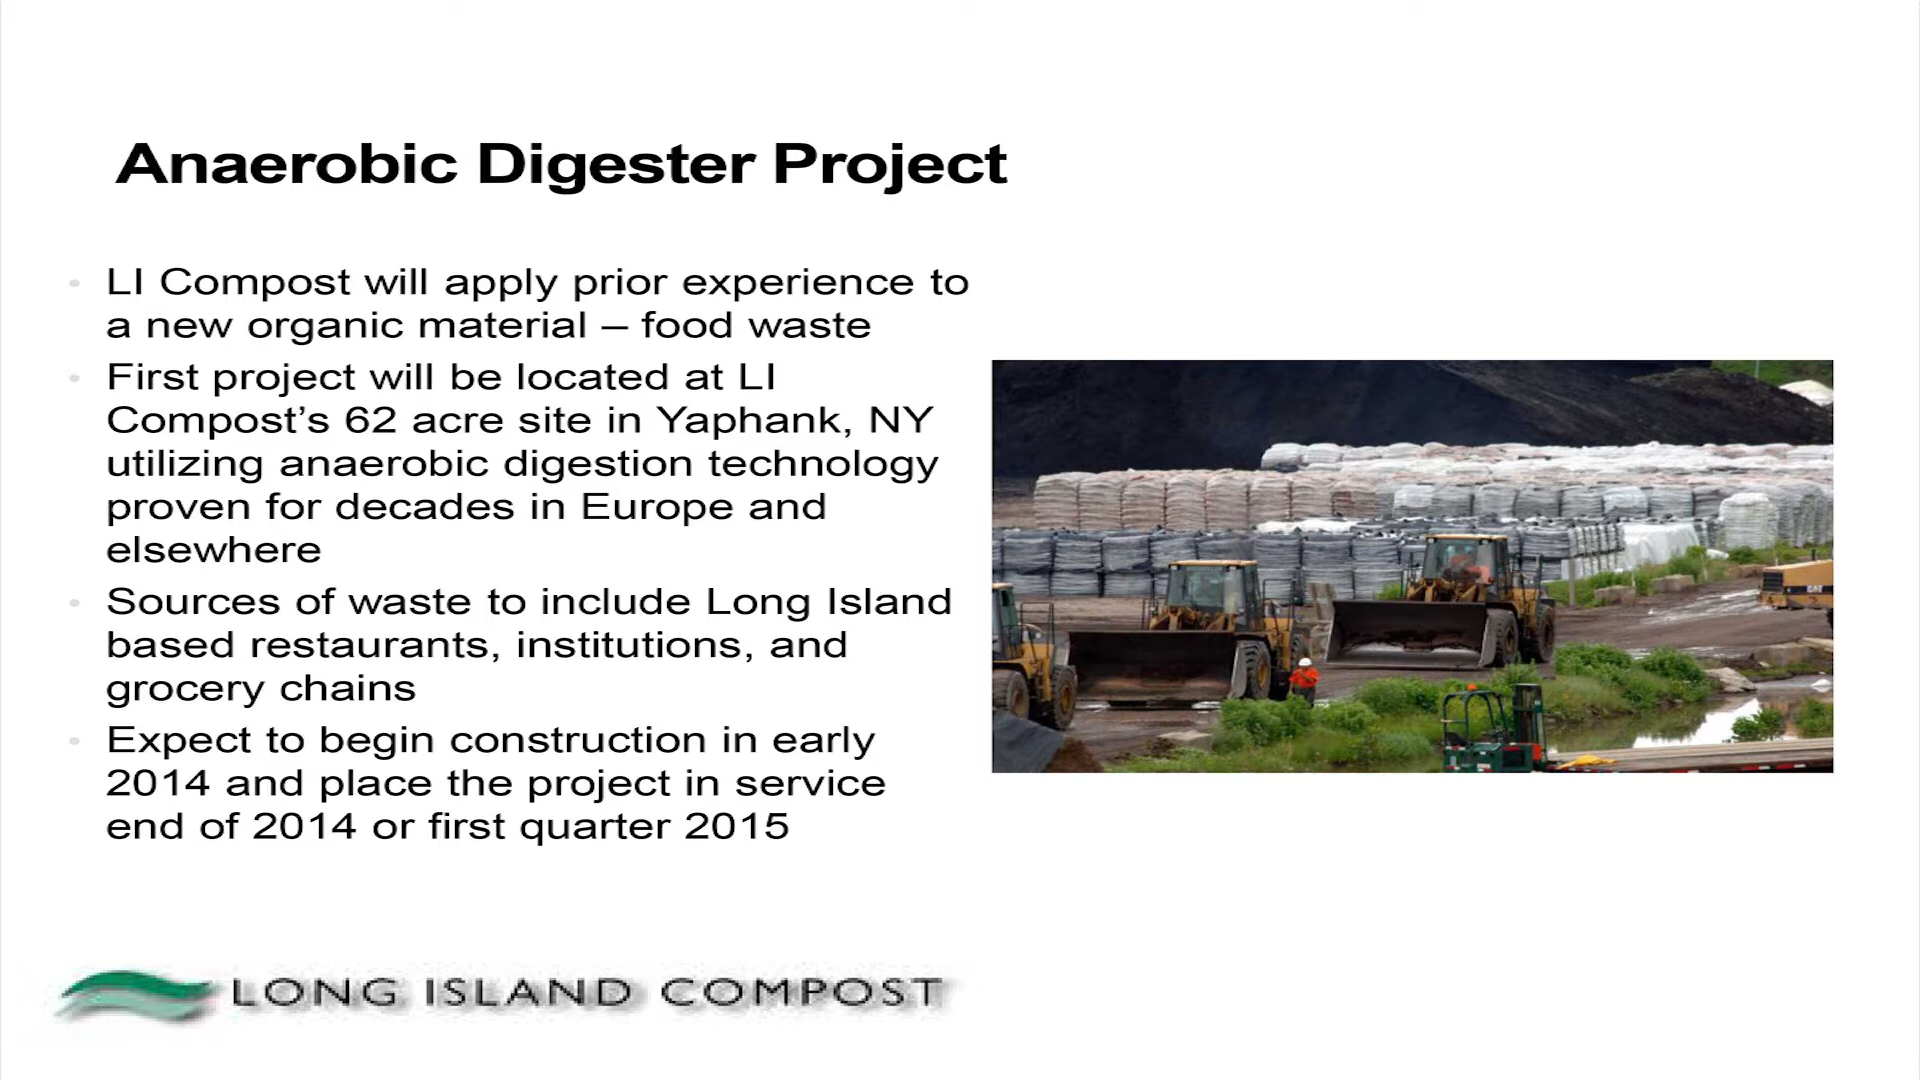 Anaerobic Digester Project
• LI Compost will apply prior experience to
a new organic material – food waste
• First project will be located at LI
Compost’s 62 acre site in Yaphank, NY
utilizing anaerobic digestion technology
proven for decades in Europe and
elsewhere
• Sources of waste to include Long Island
based restaurants, institutions, and
grocery chains
• Expect to begin construction in early
2014 and place the project in service
end of 2014 or first quarter 2015
LONG ISLAND COMPOST